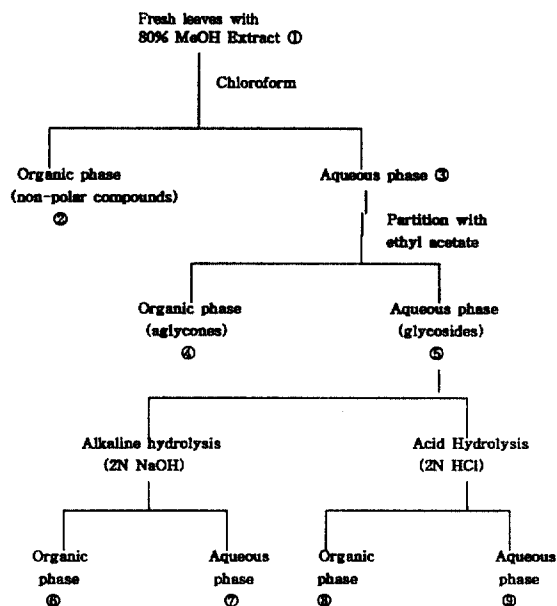 Fresh leaves with
80% MeOH Extract ①
Chloroform
Organic phase
(non-polar compounds)
②
Aqueous phase ③
Partition with
ethyl acetate
Organic phase
(aglycones)
④
Aqueous phase
(glycosides)
⑤
Alkaline hydrolysis
(2N NaOH)
Acid Hydrolysis
(2N HCl)
Organic
phase
⑥
Aqueous
phase
⑦
Organic
phase
⑧
Aqueous
phase
⑨